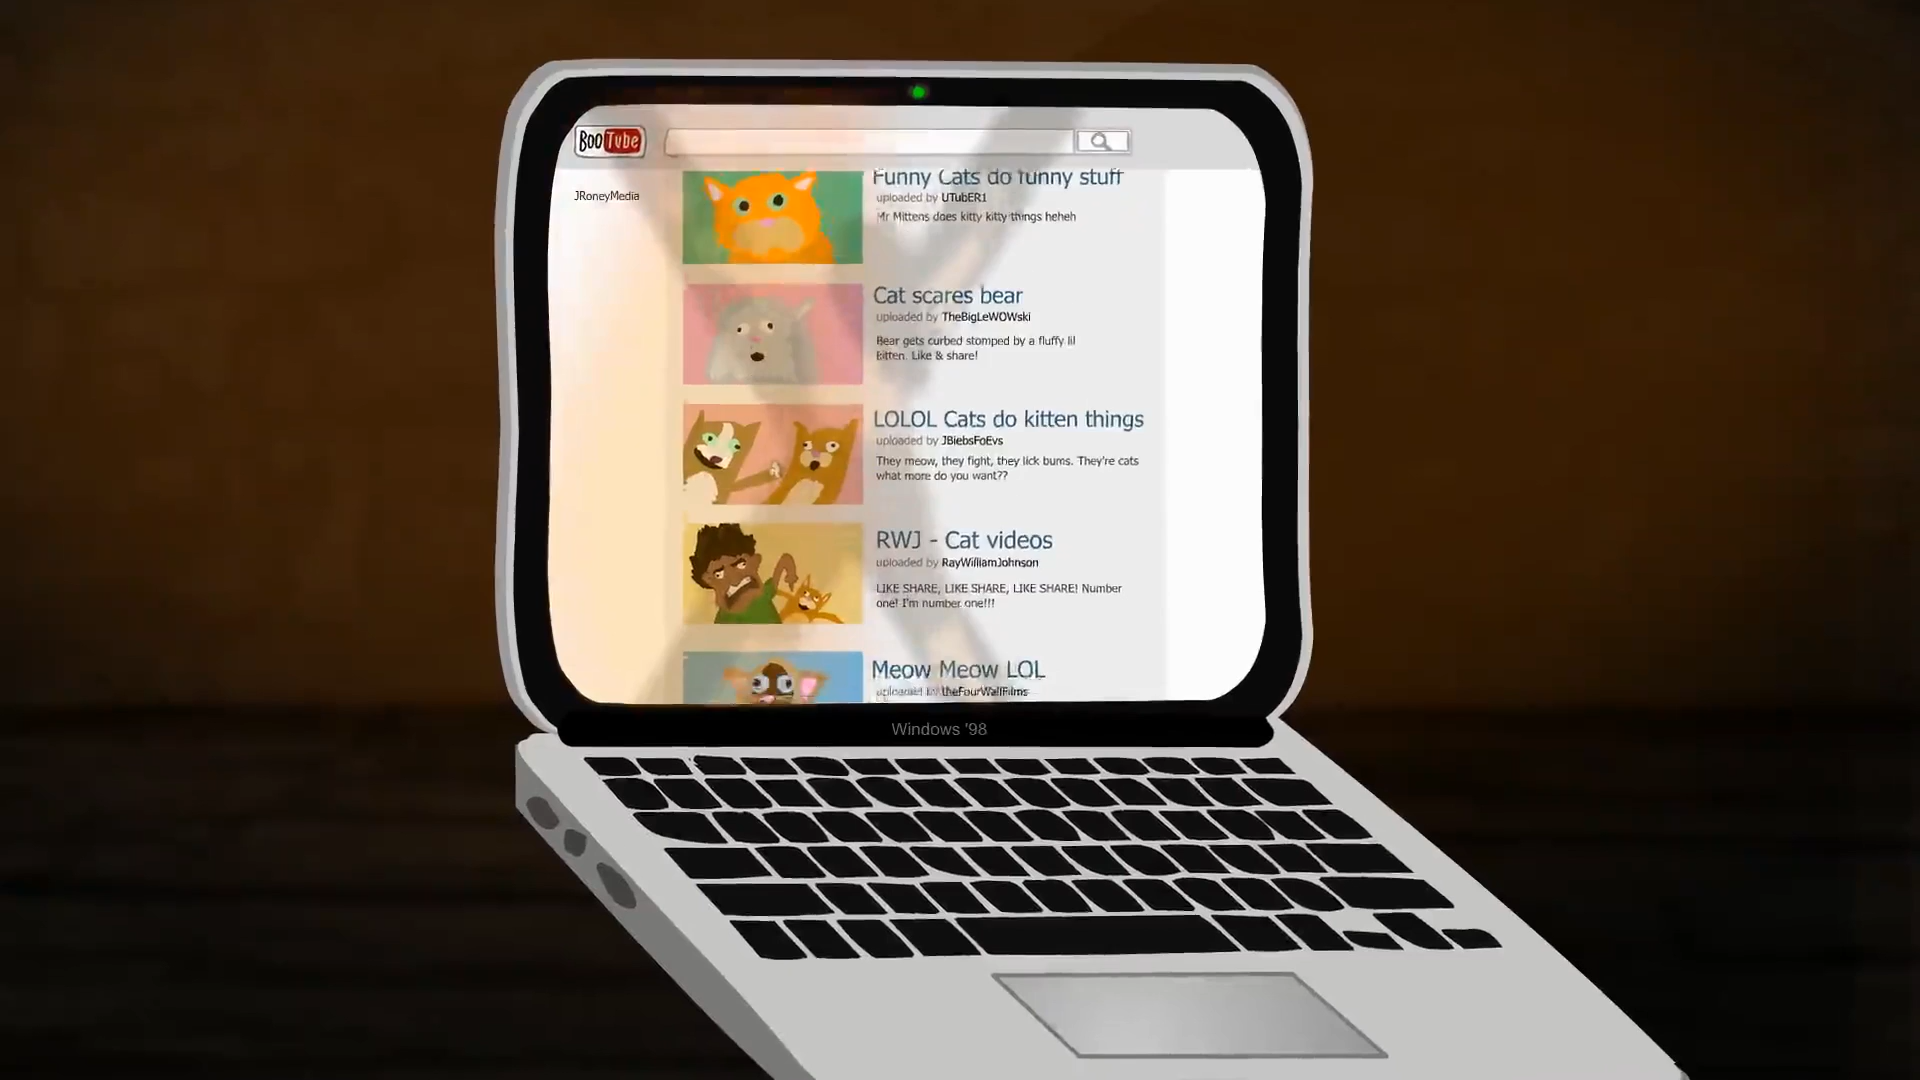 BooTube
JRoneyMedia
Funny Cats do funny stuff
uploaded by UTubER1
Mr Mittens does kitty kitty things heheh
Cat scares bear
uploaded by TheBigLeWOWski
Bear gets curbed stomped by a fluffy lil
kitten. Like & share!
LOLOL Cats do kitten things
uploaded by JBiebsFoEvs
They meow, they fight, they lick bums. They're cats
what more do you want??
RWJ - Cat videos
uploaded by RayWilliamJohnson
LIKE SHARE, LIKE SHARE, LIKE SHARE! Number
one! I'm number one!!!
Meow Meow LOL
uploaded by theFourWallFilms
Windows '98